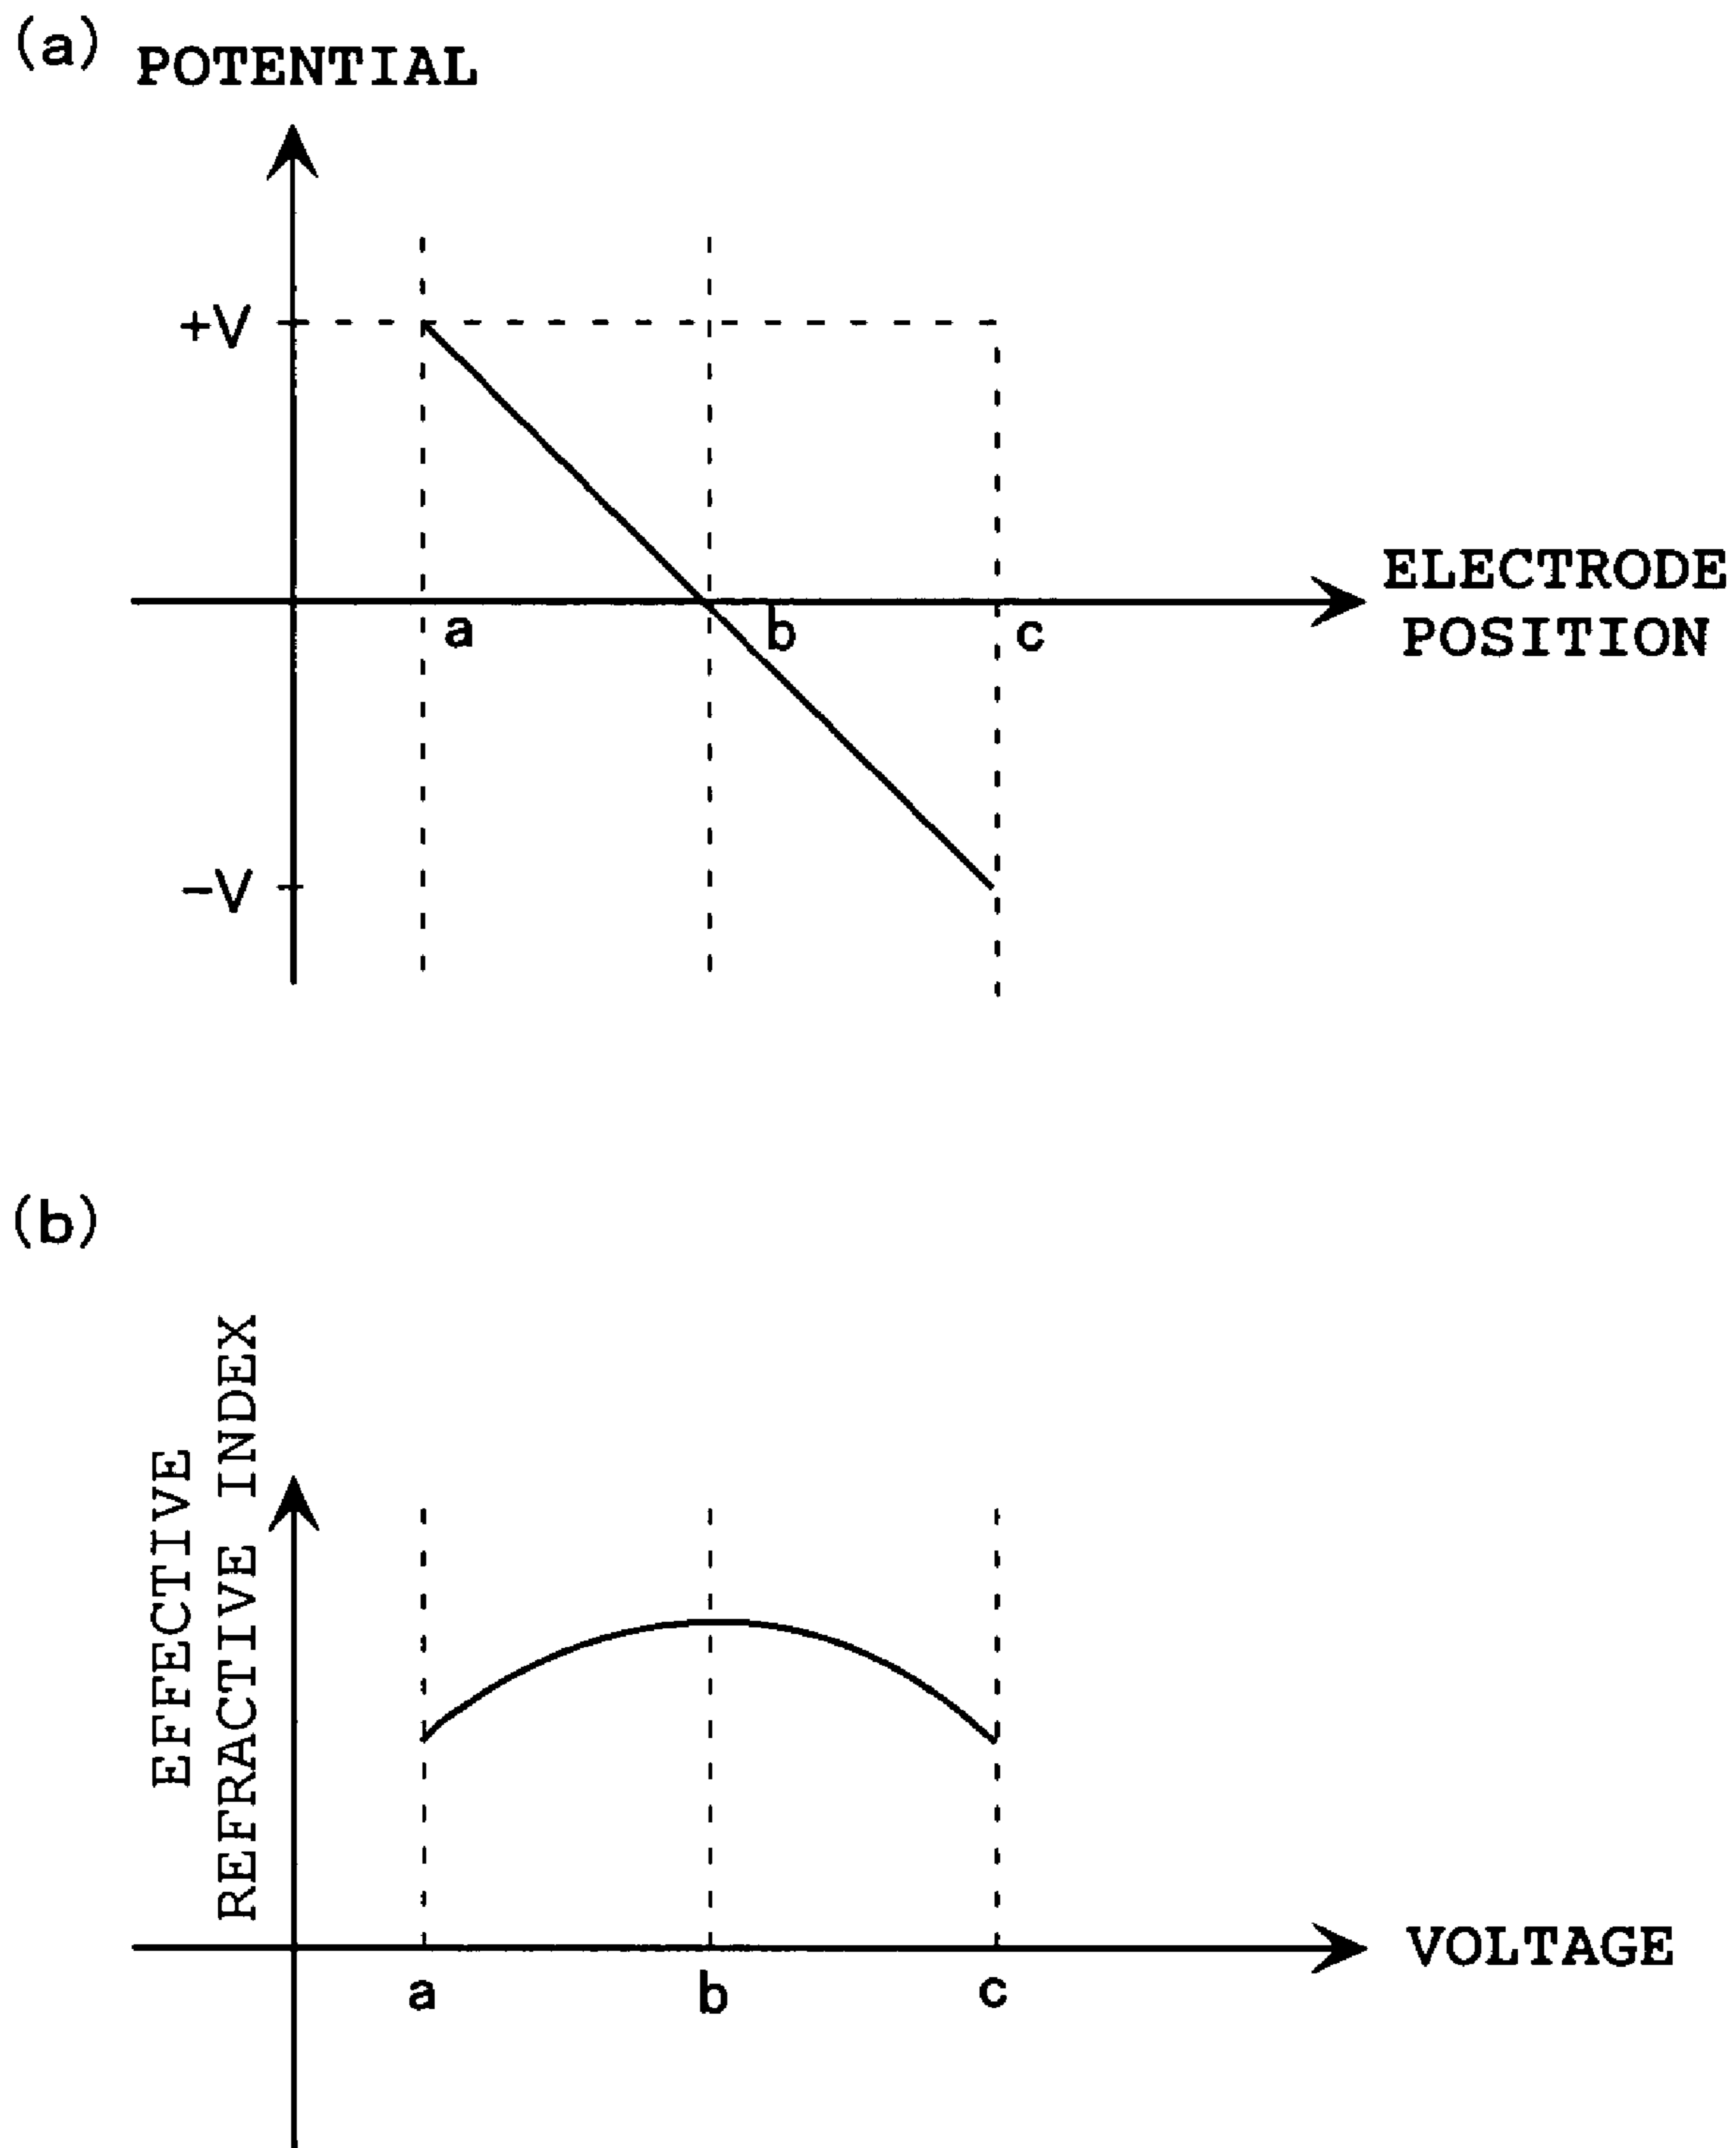 (a)
POTENTIAL
+V
-V
a
b
c
ELECTRODE
POSITION
(b)
EFFECTIVE
REFRACTIVE INDEX
a
b
c
VOLTAGE